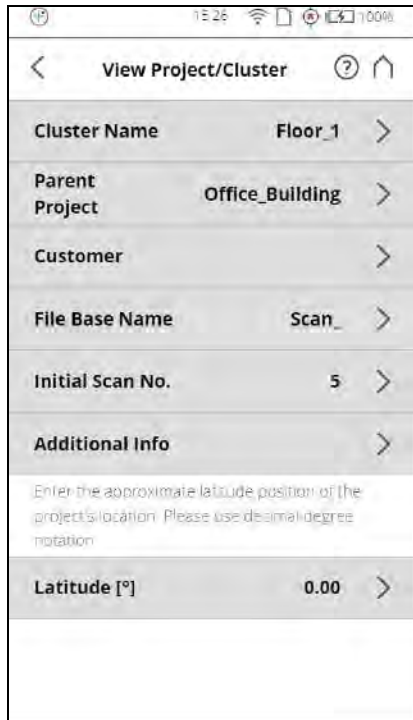 15:26 100%
View Project/Cluster ?
Cluster Name Floor_1
Parent
Project Office_Building
Customer
File Base Name Scan_
Initial Scan No. 5
Additional Info
Enter the approximate latitude position of the
project's location. Please use decimal degree
notation
Latitude [°] 0.00